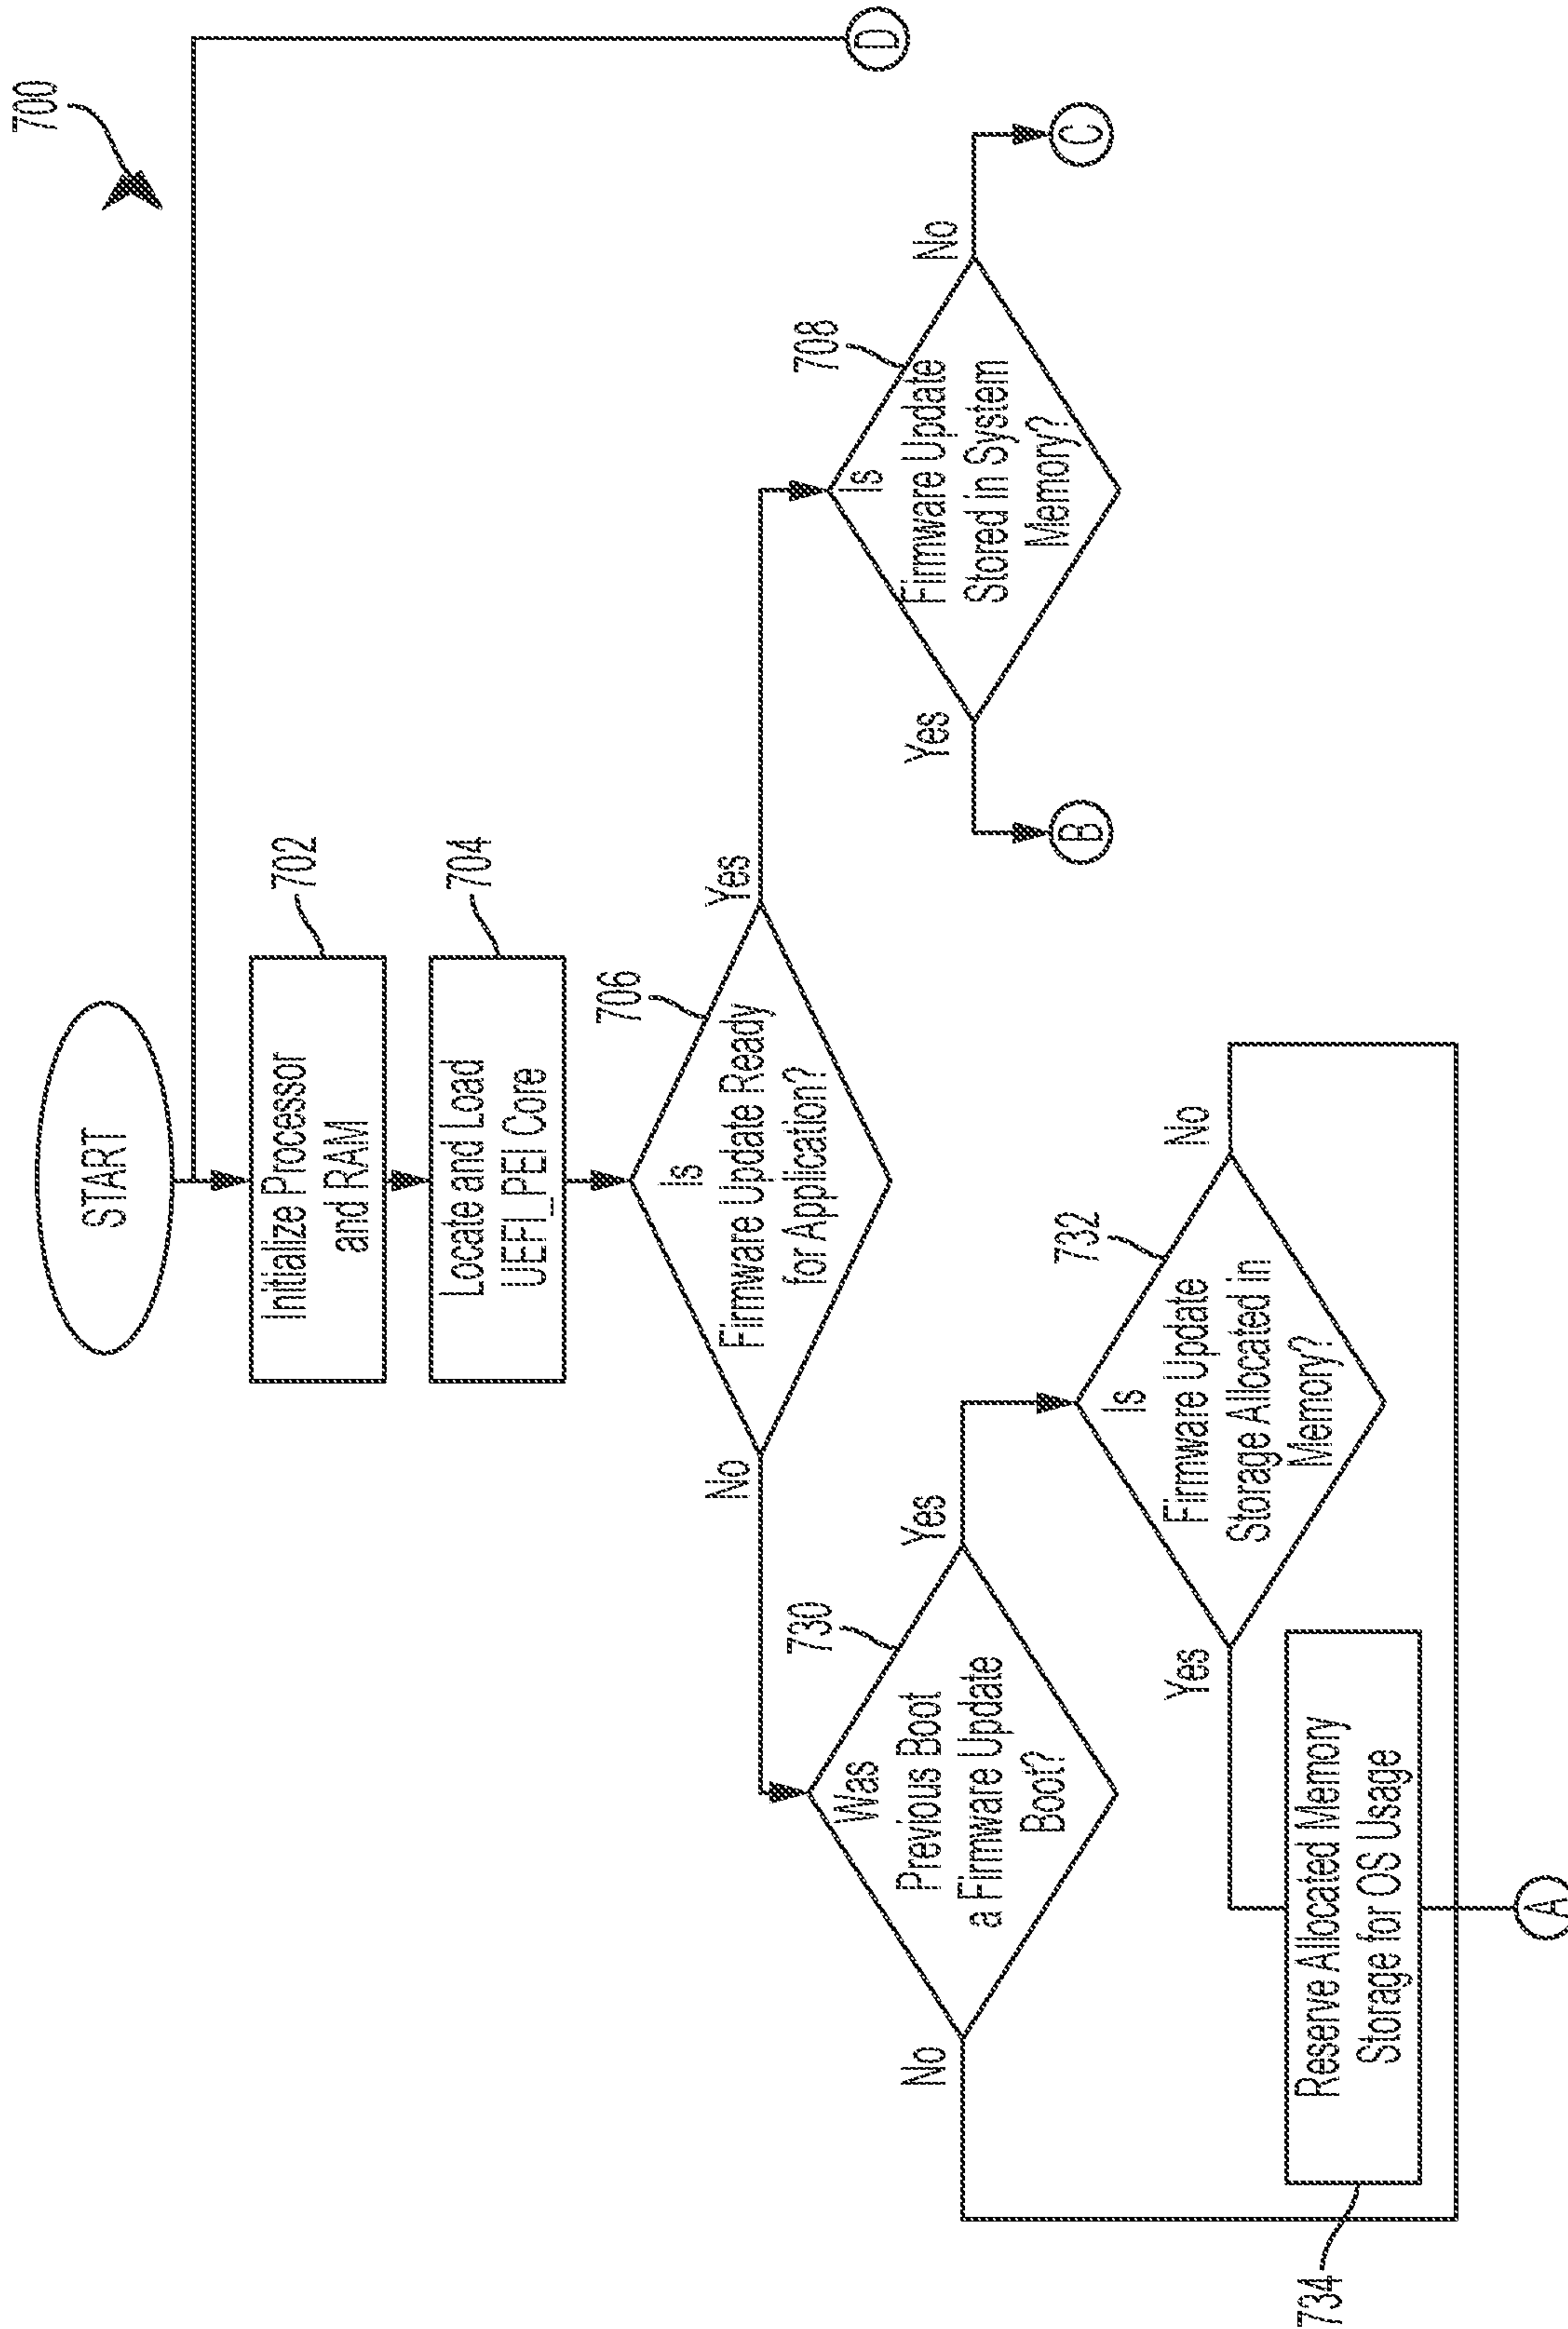 700
START
Initialize Processor
and RAM
702
Locate and Load
UEFI_PEI Core
704
Is
Firmware Update Ready
for Application?
706
No
Yes
Is
Firmware Update
Stored in System
Memory?
708
Yes
No
B
C
D
Was
Previous Boot
a Firmware Update
Boot?
730
No
Yes
Is
Firmware Update
Storage Allocated in
Memory?
732
Yes
No
Reserve Allocated Memory
Storage for OS Usage
734
A